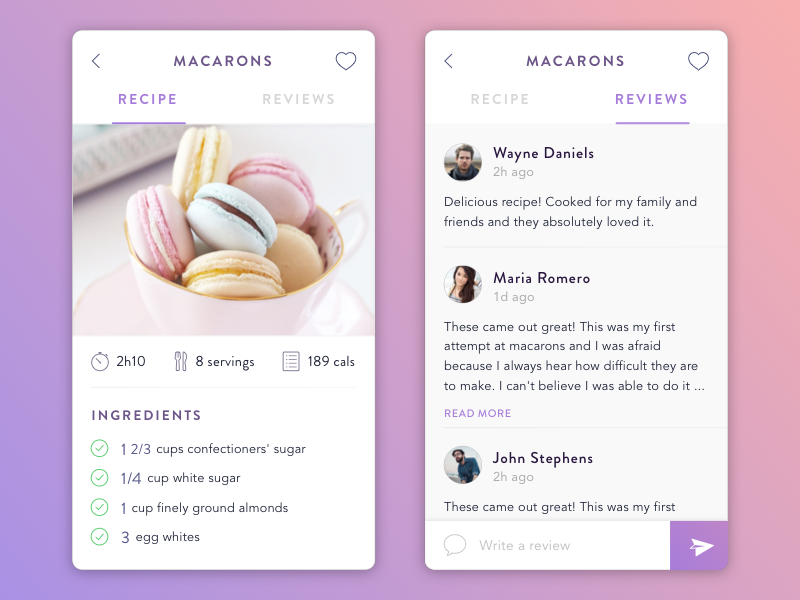 MACARONS
RECIPE REVIEWS
2h10 8 servings 189 cals
INGREDIENTS
1 2/3 cups confectioners' sugar
1/4 cup white sugar
1 cup finely ground almonds
3 egg whites
MACARONS
RECIPE REVIEWS
Wayne Daniels
2h ago
Delicious recipe! Cooked for my family and
friends and they absolutely loved it.
Maria Romero
1d ago
These came out great! This was my first
attempt at macarons and I was afraid
because I always hear how difficult they are
to make. I can't believe I was able to do it ...
READ MORE
John Stephens
2h ago
These came out great! This was my first
Write a review